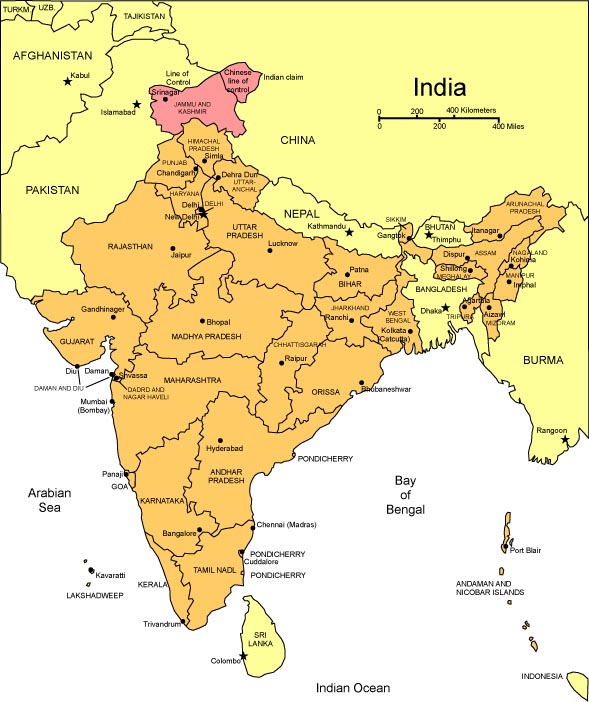 TURKM.
UZB.
TAJIKISTAN
AFGHANISTAN
Kabul
Line of
Control
Chinese
line of
control
Indian claim
Srinagar
Islamabad
JAMMU AND
KASHMIR
India
0 200 400 Kilometers
0 200 400 Miles
CHINA
HIMACHAL
PRADESH
Simla
PUNJAB
Chandigarh
Dehra Dun
UTTAR-
ANCHAL
PAKISTAN
HARYANA
Delhi
DELHI
New Delhi
NEPAL
Kathmandu
SIKKIM
Gangtok
BHUTAN
Thimphu
ARUNACHAL
PRADESH
Itanagar
RAJASTHAN
Jaipur
UTTAR
PRADESH
Lucknow
Dispur
ASSAM
NAGALAND
Kohima
Shillong
MEGHALAY
MANIPUR
Imphal
Patna
BIHAR
BANGLADESH
Gandhinager
Bhopal
MADHYA PRADESH
JHARKHAND
Ranchi
WEST
BENGAL
Dhaka
Agartala
TRIPURA
Aizawl
MIZORAM
Kolkata
(Calcutta)
GUJARAT
CHHATTISGARH
Raipur
BURMA
Diu
Daman
Shvassa
DAMAN AND DIU
DADRD AND
NAGAR HAVELI
MAHARASHTRA
ORISSA
Bhubaneshwar
Mumbai
(Bombay)
Rangoon
Hyderabad
PONDICHERRY
ANDHAR
PRADESH
Panaji
GOA
Arabian
Sea
Bay
of
Bengal
KARNATAKA
Bangalore
Chennai (Madras)
Port Blair
PONDICHERRY
Cuddalore
PONDICHERRY
TAMIL NADL
Kavaratti
LAKSHADWEEP
KERALA
ANDAMAN AND
NICOBAR ISLANDS
Trivandrum
SRI
LANKA
Colombo
INDONESIA
Indian Ocean